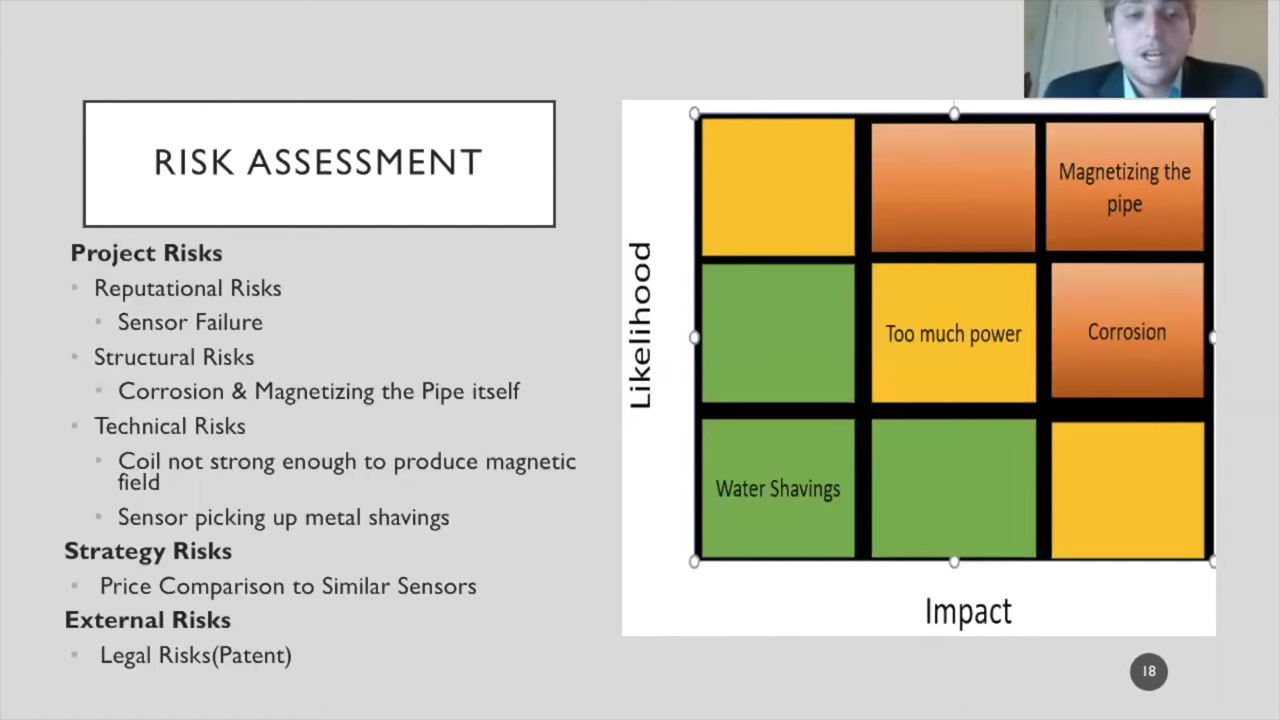 RISK ASSESSMENT
Project Risks
Reputational Risks
Sensor Failure
Structural Risks
Corrosion & Magnetizing the Pipe itself
Technical Risks
Coil not strong enough to produce magnetic
field
Sensor picking up metal shavings
Strategy Risks
Price Comparison to Similar Sensors
External Risks
Legal Risks(Patent)
Likelihood
Magnetizing the
pipe
Too much power
Corrosion
Water Shavings
Impact
18